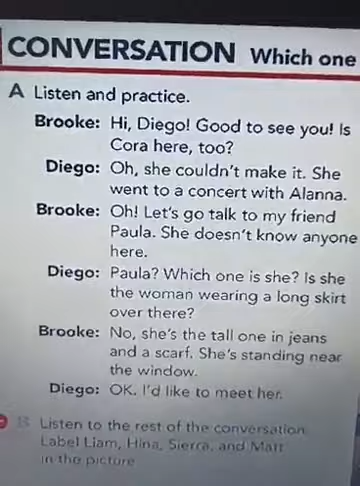 CONVERSATION Which one
A Listen and practice.
Brooke: Hi, Diego! Good to see you! Is
Cora here, too?
Diego: Oh, she couldn't make it. She
went to a concert with Alanna.
Brooke: Oh! Let's go talk to my friend
Paula. She doesn't know anyone
here.
Diego: Paula? Which one is she? Is she
the woman wearing a long skirt
over there?
Brooke: No, she's the tall one in jeans
and a scarf. She's standing near
the window.
Diego: OK. I'd like to meet her.
B Listen to the rest of the conversation.
Label Liam, Hina, Sierra, and Matt
in the picture